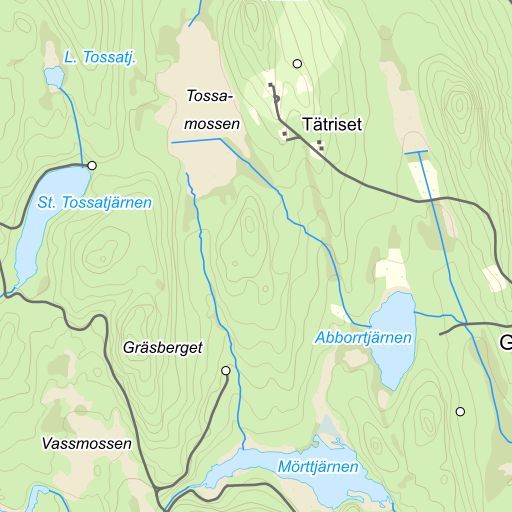 L. Tossatj.
Tossa-
mossen
Tätriset
St. Tossatjärnen
Abborrtjärnen
G
Gräsberget
Vassmossen
Mörttjärnen